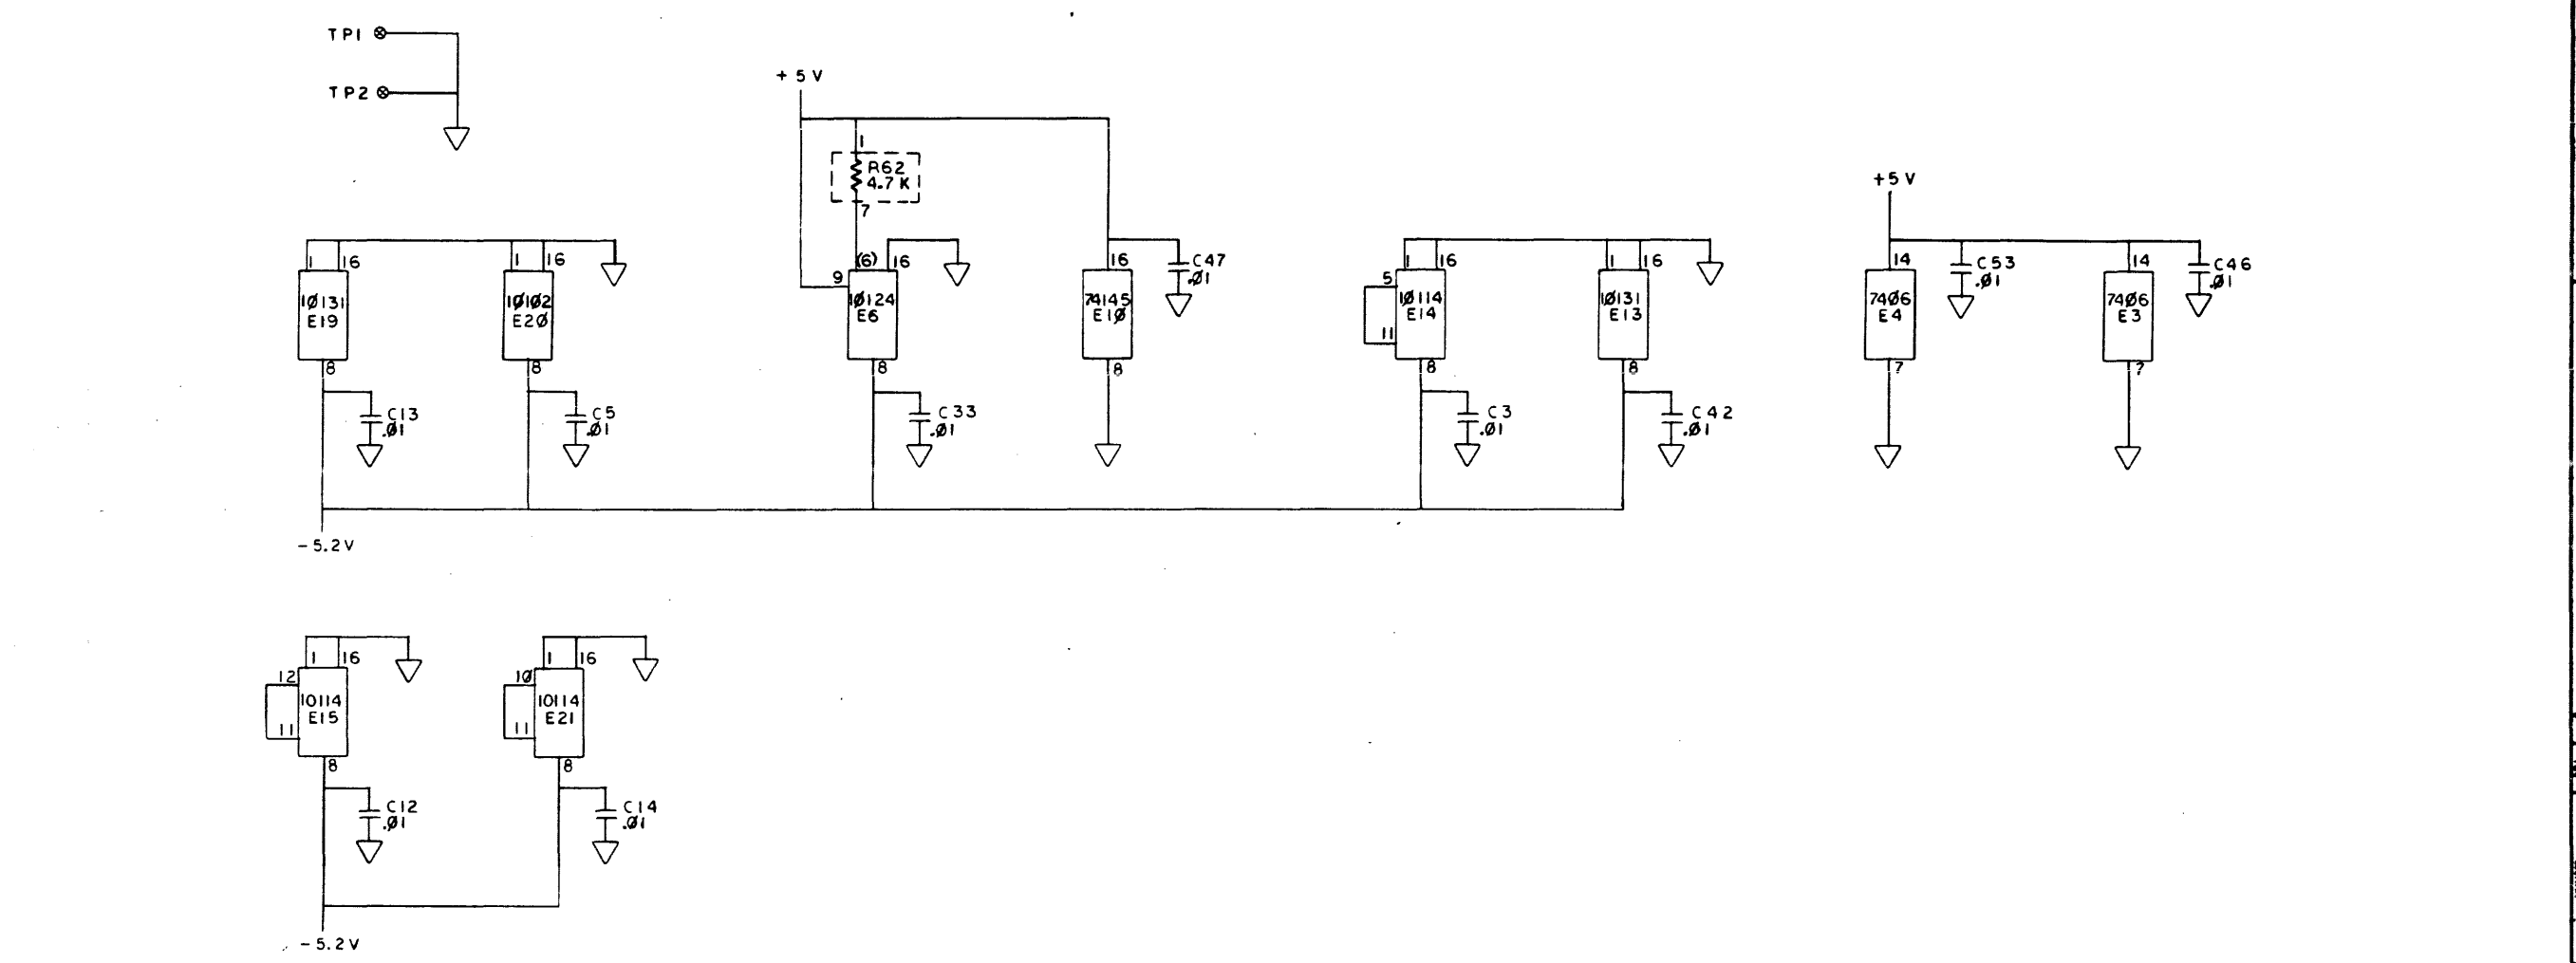 TP1
TP2
+5V
1
R62
4.7K
7
+5V
1 16
1 16
(6) 16
9
16
C47
.Ø1
1 16
5
1 16
14
C53
.Ø1
14
C46
.Ø1
1Ø131
E19
1Ø1Ø2
E2Ø
1Ø124
E6
74145
E1Ø
1Ø114
E14
11
1Ø131
E13
74Ø6
E4
74Ø6
E3
8
8
8
8
8
8
7
7
C13
.Ø1
C5
.Ø1
C33
.Ø1
C3
.Ø1
C42
.Ø1
-5.2V
1 16
1 16
12
10114
E15
11
1Ø
10114
E21
11
8
8
C12
.Ø1
C14
.Ø1
-5.2V